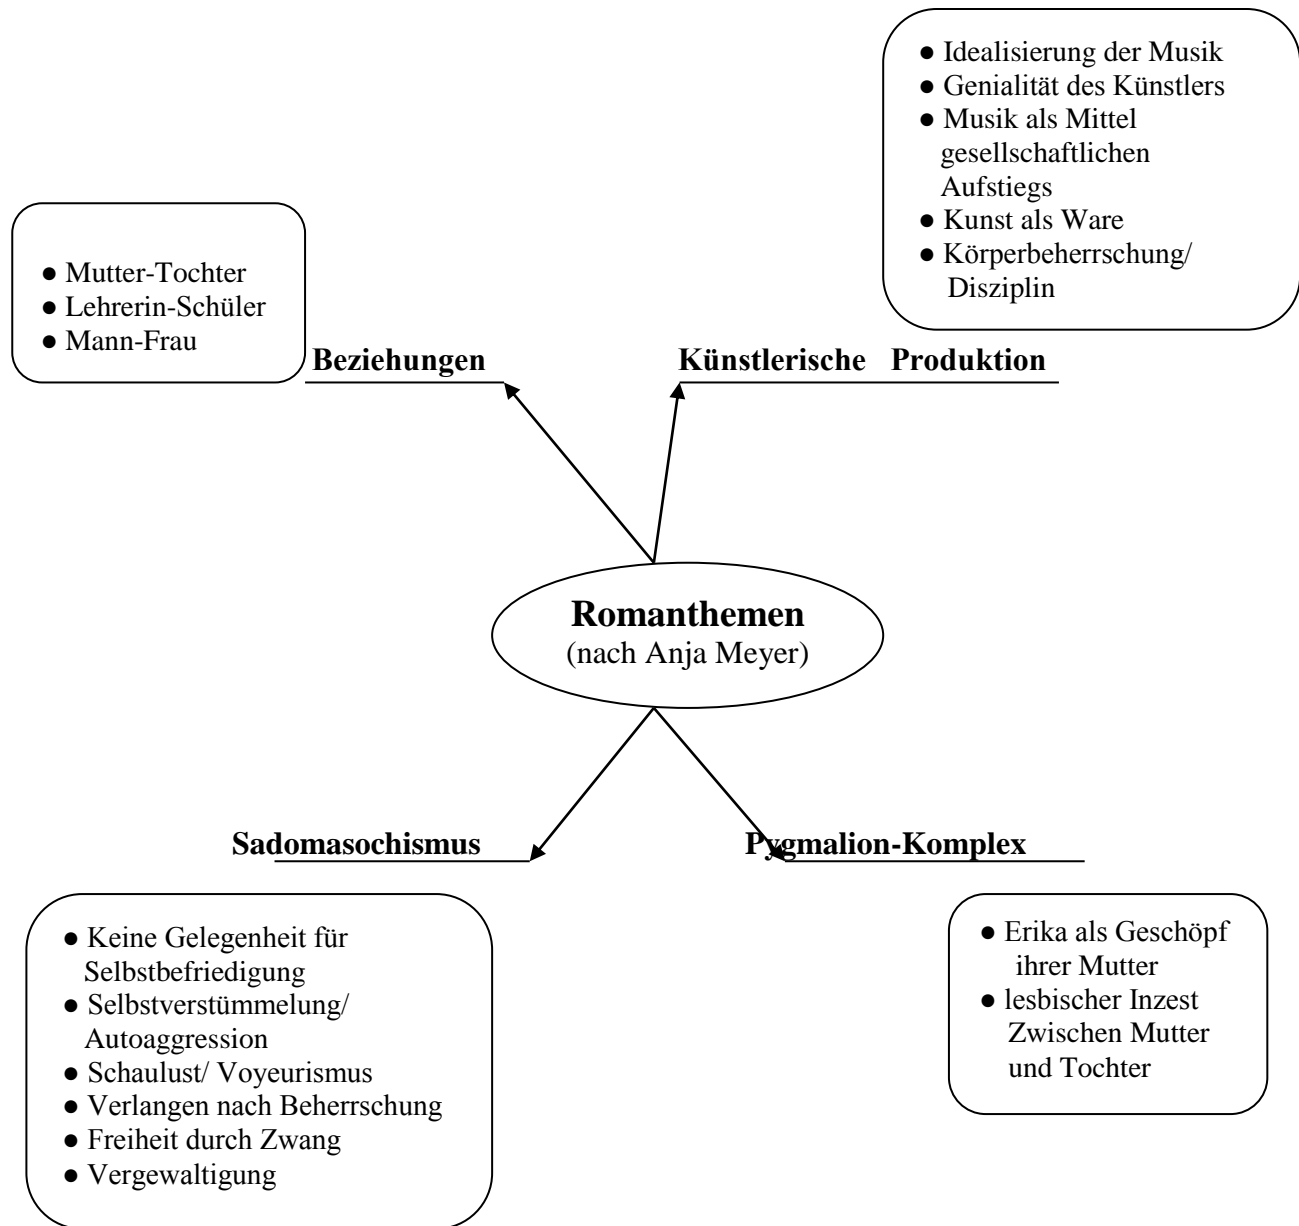 ● Idealisierung der Musik
● Genialität des Künstlers
● Musik als Mittel
gesellschaftlichen
Aufstiegs
● Kunst als Ware
● Körperbeherrschung/
Disziplin
● Mutter-Tochter
● Lehrerin-Schüler
● Mann-Frau
Beziehungen
Künstlerische Produktion
Romanthemen
(nach Anja Meyer)
Sadomasochismus
Pygmalion-Komplex
● Keine Gelegenheit für
Selbstbefriedigung
● Selbstverstümmelung/
Autoaggression
● Schaulust/ Voyeurismus
● Verlangen nach Beherrschung
● Freiheit durch Zwang
● Vergewaltigung
● Erika als Geschöpf
ihrer Mutter
● lesbischer Inzest
Zwischen Mutter
und Tochter